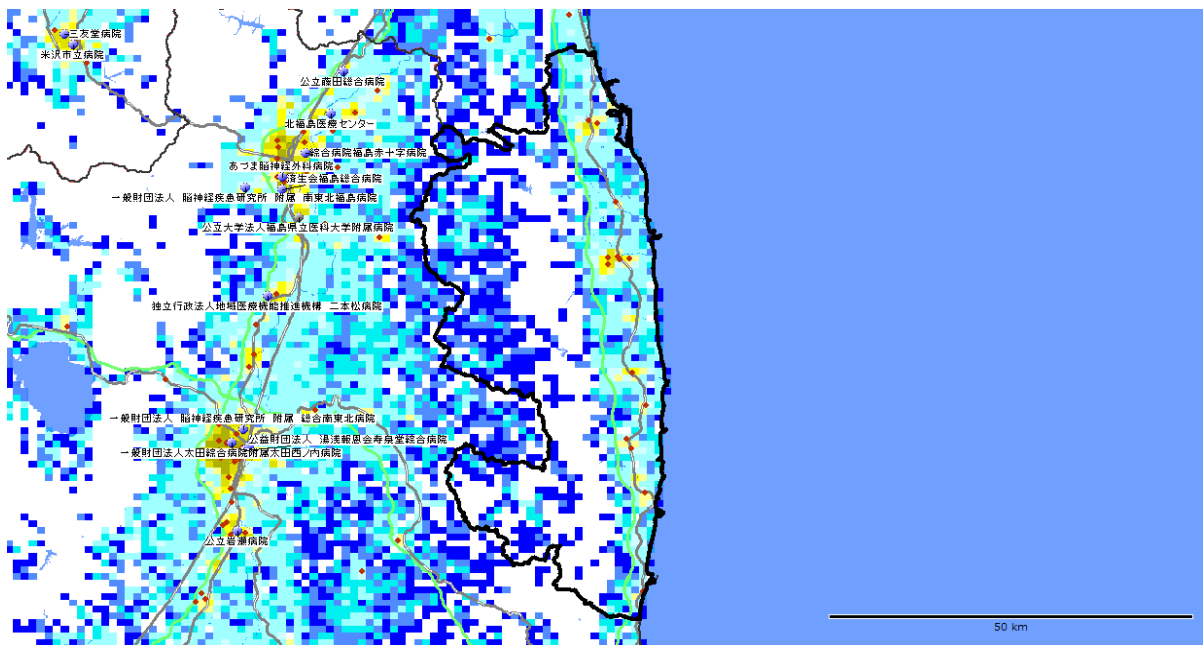 三友堂病院
米沢市立病院
公立藤田総合病院
北福島医療センター
綜合病院福島赤十字病院
あづま脳神経外科病院
済生会福島総合病院
一般財団法人 脳神経疾患研究所 附属 南東北福島病院
公立大学法人福島県立医科大学附属病院
独立行政法人地域医療機能推進機構 二本松病院
一般財団法人 脳神経疾患研究所 附属 総合南東北病院
公益財団法人 湯浅報恩会寿泉堂綜合病院
一般財団法人太田綜合病院附属太田西ノ内病院
公立岩瀬病院
50 km